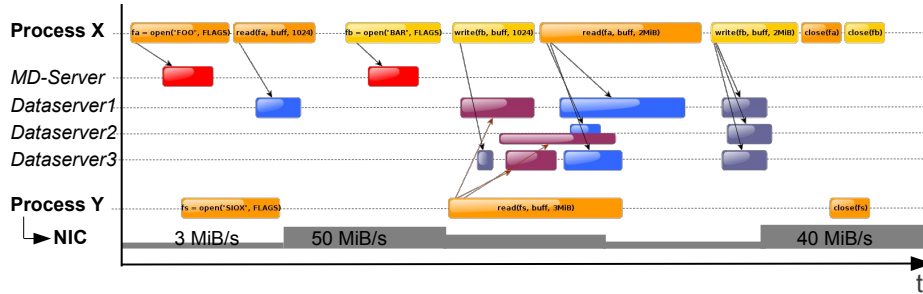 Process X fa = open("FOO", FLAGS) read(fa, buff, 1024) fb = open("BAR", FLAGS) write(fb, buff, 1024) read(fa, buff, 2MiB) write(fb, buff, 2MiB) close(fa) close(fb)
MD-Server
Dataserver1
Dataserver2
Dataserver3
Process Y fs = open("SIOX", FLAGS) read(fs, buff, 3MiB) close(fs)
NIC 3 MiB/s 50 MiB/s 40 MiB/s
t